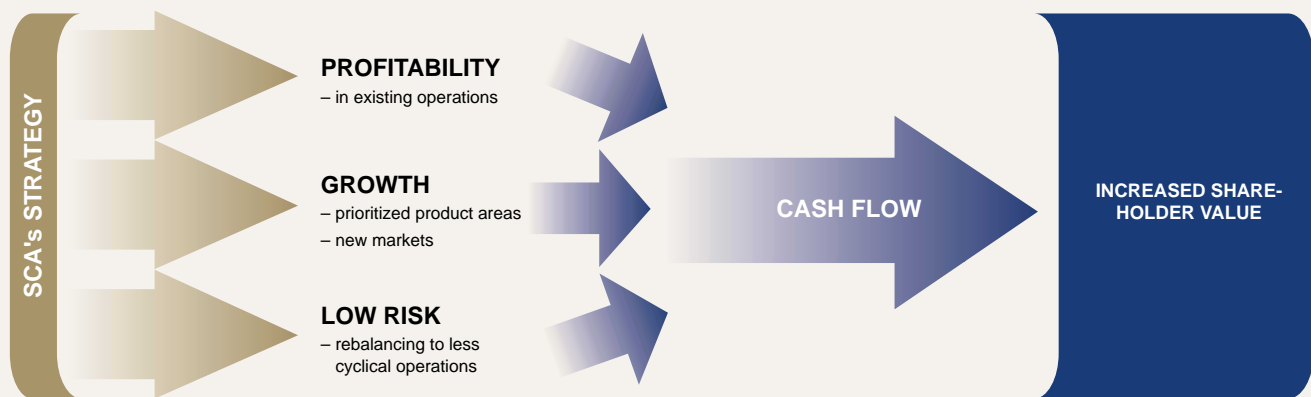 SCA's STRATEGY
PROFITABILITY
– in existing operations
GROWTH
– prioritized product areas
– new markets
LOW RISK
– rebalancing to less
cyclical operations
CASH FLOW
INCREASED SHARE-
HOLDER VALUE